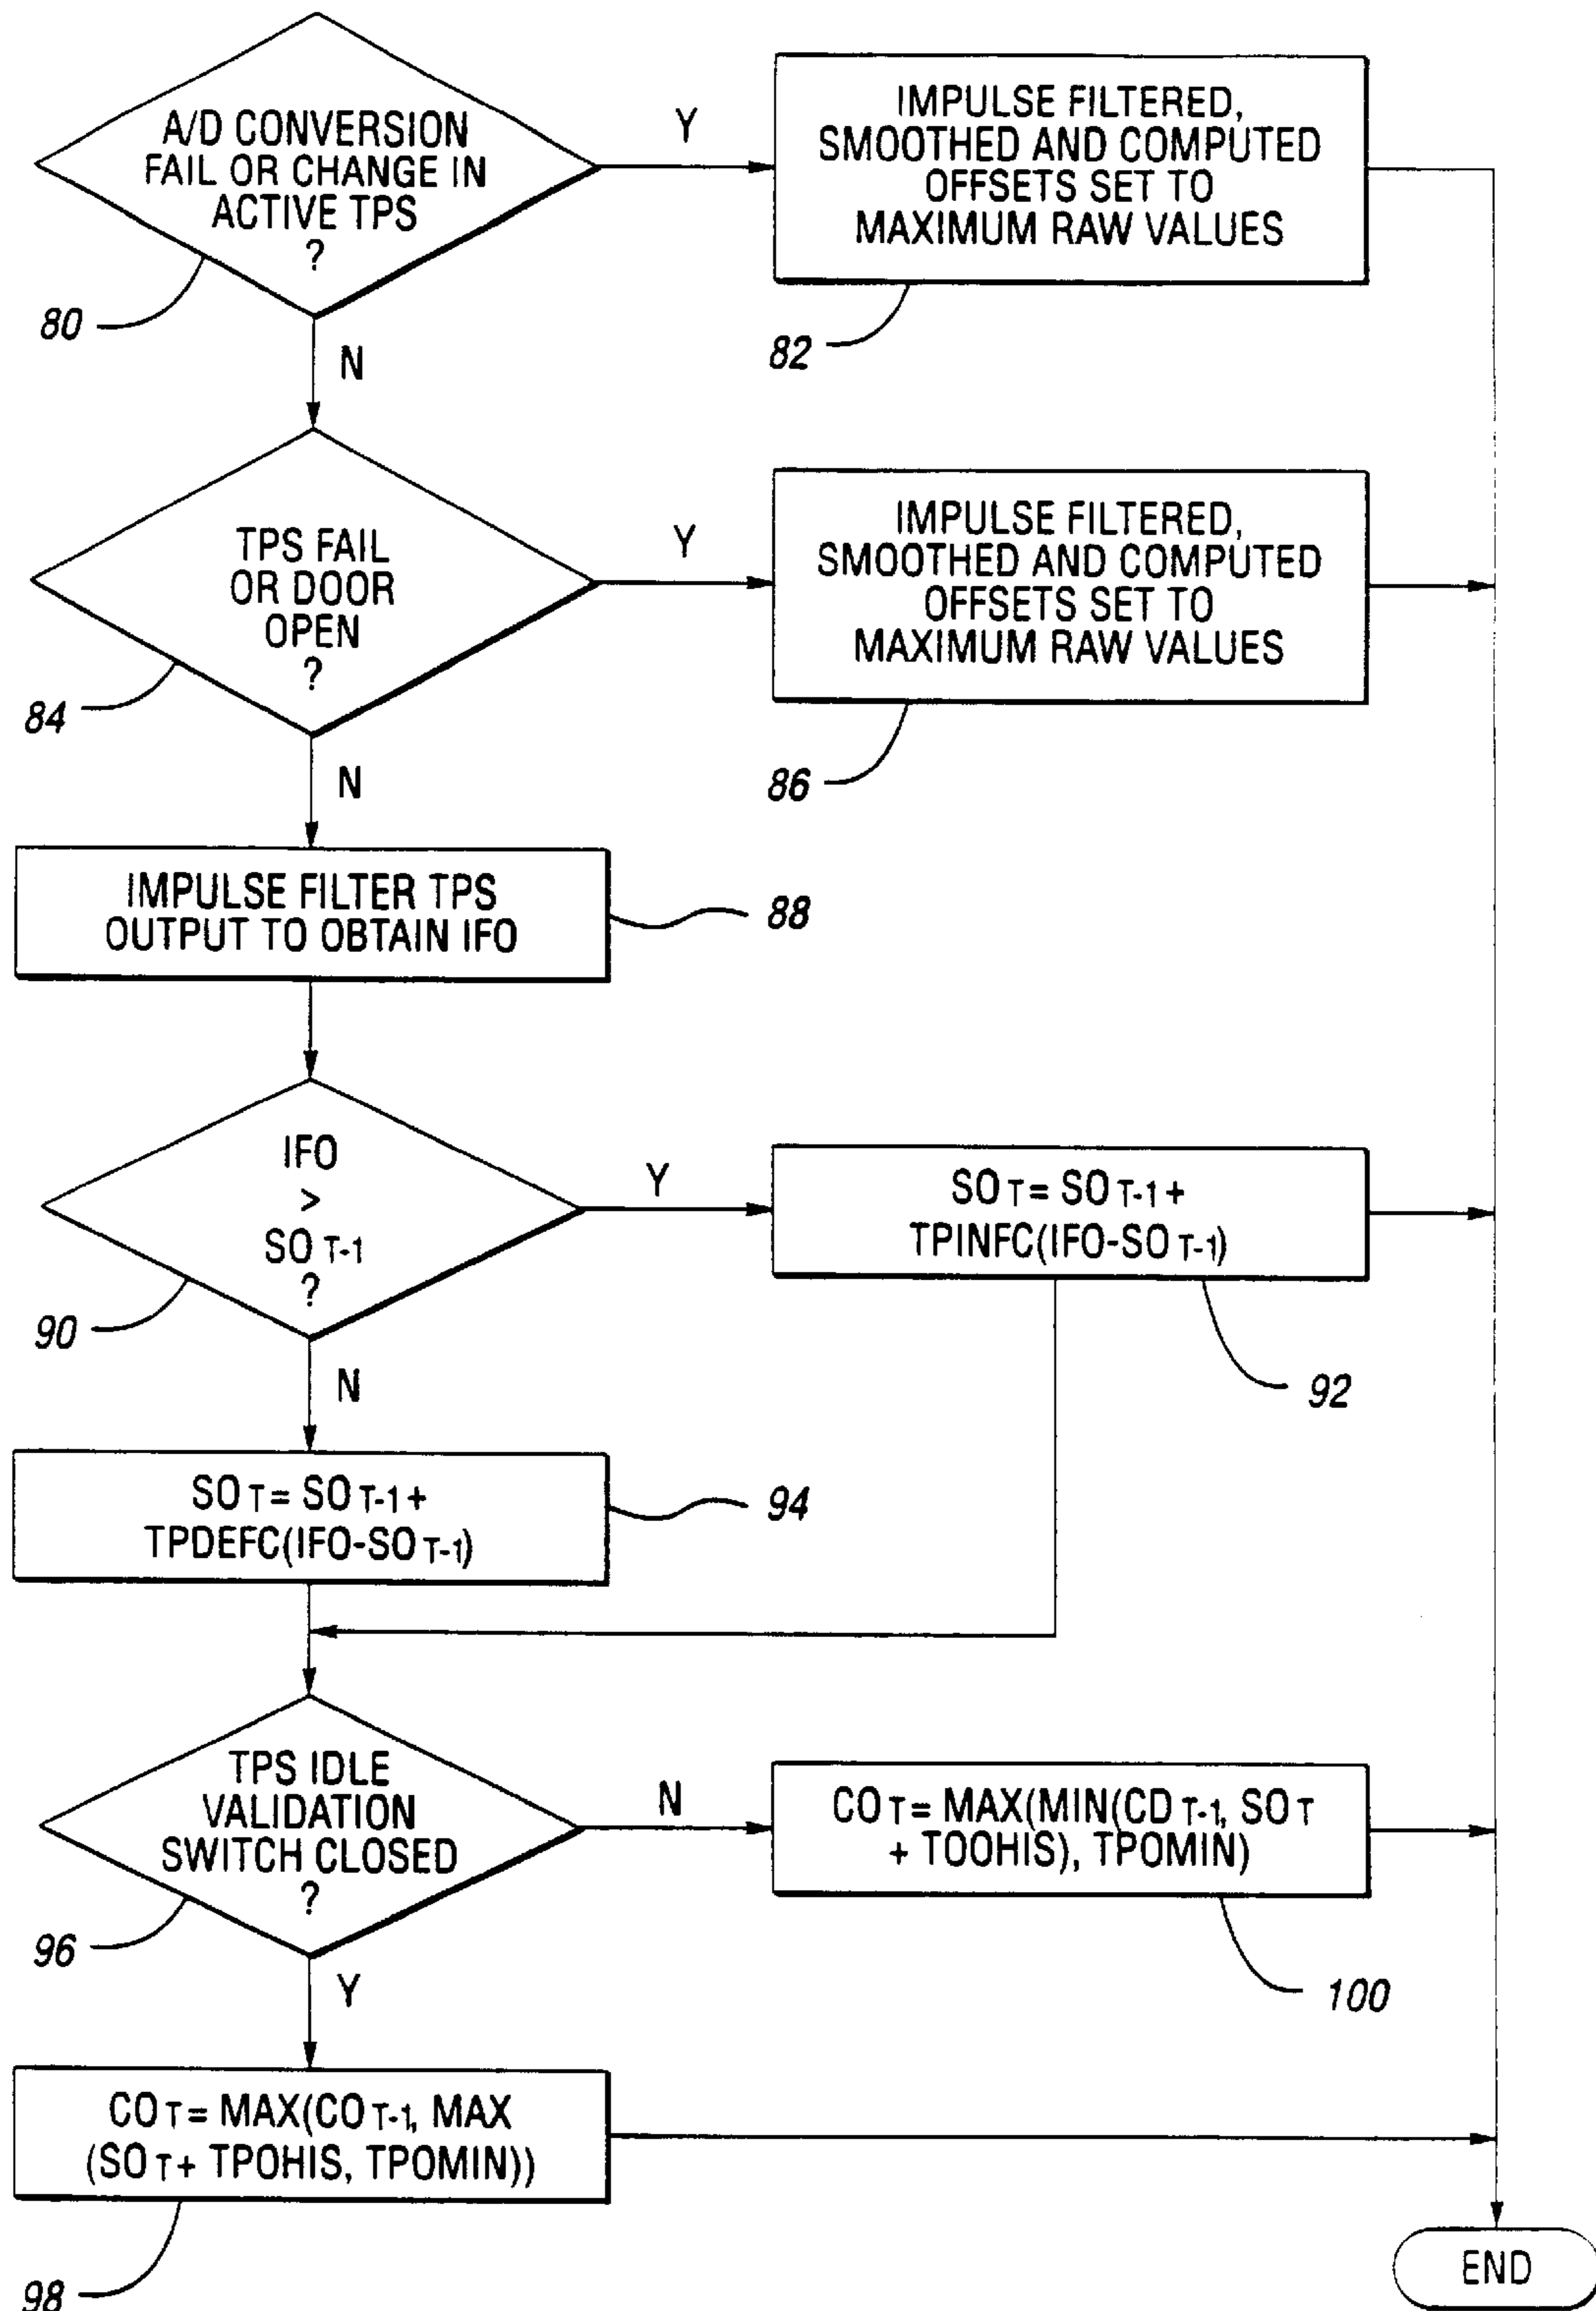 A/D CONVERSION
FAIL OR CHANGE IN
ACTIVE TPS
?
80
Y
IMPULSE FILTERED,
SMOOTHED AND COMPUTED
OFFSETS SET TO
MAXIMUM RAW VALUES
82
N
TPS FAIL
OR DOOR
OPEN
?
84
Y
IMPULSE FILTERED,
SMOOTHED AND COMPUTED
OFFSETS SET TO
MAXIMUM RAW VALUES
86
N
IMPULSE FILTER TPS
OUTPUT TO OBTAIN IFO
88
IFO
>
SO T-1
?
90
Y
SO T = SO T-1 +
TPINFC(IFO-SO T-1)
92
N
SO T = SO T-1 +
TPDEFC(IFO-SO T-1)
94
TPS IDLE
VALIDATION
SWITCH CLOSED
?
96
N
CO T = MAX(MIN(CD T-1, SO T
+ TOOHIS), TPOMIN)
100
Y
CO T = MAX(CO T-1, MAX
(SO T + TPOHIS, TPOMIN))
98
END